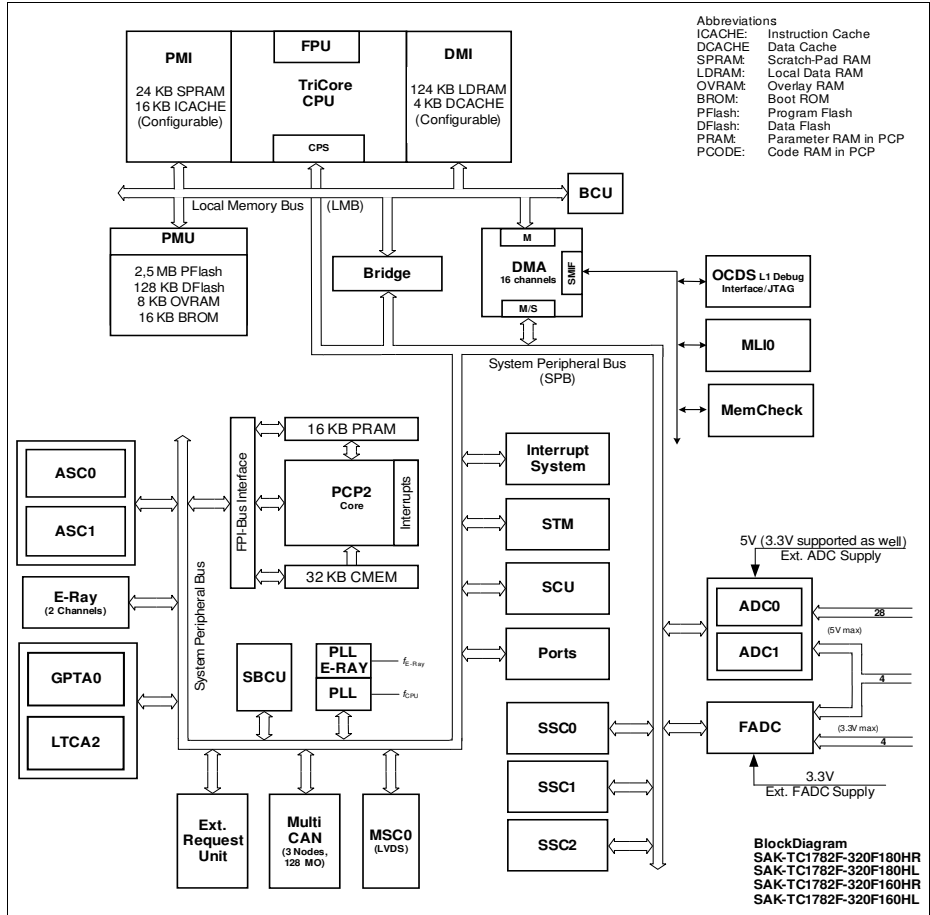 Abbreviations
ICACHE: Instruction Cache
DCACHE Data Cache
SPRAM: Scratch-Pad RAM
LDRAM: Local Data RAM
OVRAM: Overlay RAM
BROM: Boot ROM
PFlash: Program Flash
DFlash: Data Flash
PRAM: Parameter RAM in PCP
PCODE: Code RAM in PCP
PMI
24 KB SPRAM
16 KB ICACHE
(Configurable)
FPU
TriCore
CPU
CPS
DMI
124 KB LDRAM
4 KB DCACHE
(Configurable)
BCU
Local Memory Bus (LMB)
PMU
2,5 MB PFlash
128 KB DFlash
8 KB OVRAM
16 KB BROM
Bridge
M
DMA
16 channels
SMIF
M/S
OCDS L1 Debug
Interface/JTAG
MLI0
MemCheck
System Peripheral Bus
(SPB)
ASC0
ASC1
E-Ray
(2 Channels)
GPTA0
LTCA2
System Peripheral Bus
FPI-Bus Interface
16 KB PRAM
PCP2
Core
Interrupts
32 KB CMEM
Interrupt
System
STM
SCU
Ports
SBCU
PLL
E-RAY
fE-Ray
PLL
fCPU
SSC0
SSC1
SSC2
5V (3.3V supported as well)
Ext. ADC Supply
ADC0
ADC1
28
(5V max)
4
FADC
(3.3V max)
4
3.3V
Ext. FADC Supply
Ext.
Request
Unit
Multi
CAN
(3 Nodes,
128 MO)
MSC0
(LVDS)
BlockDiagram
SAK-TC1782F-320F180HR
SAK-TC1782F-320F180HL
SAK-TC1782F-320F160HR
SAK-TC1782F-320F160HL